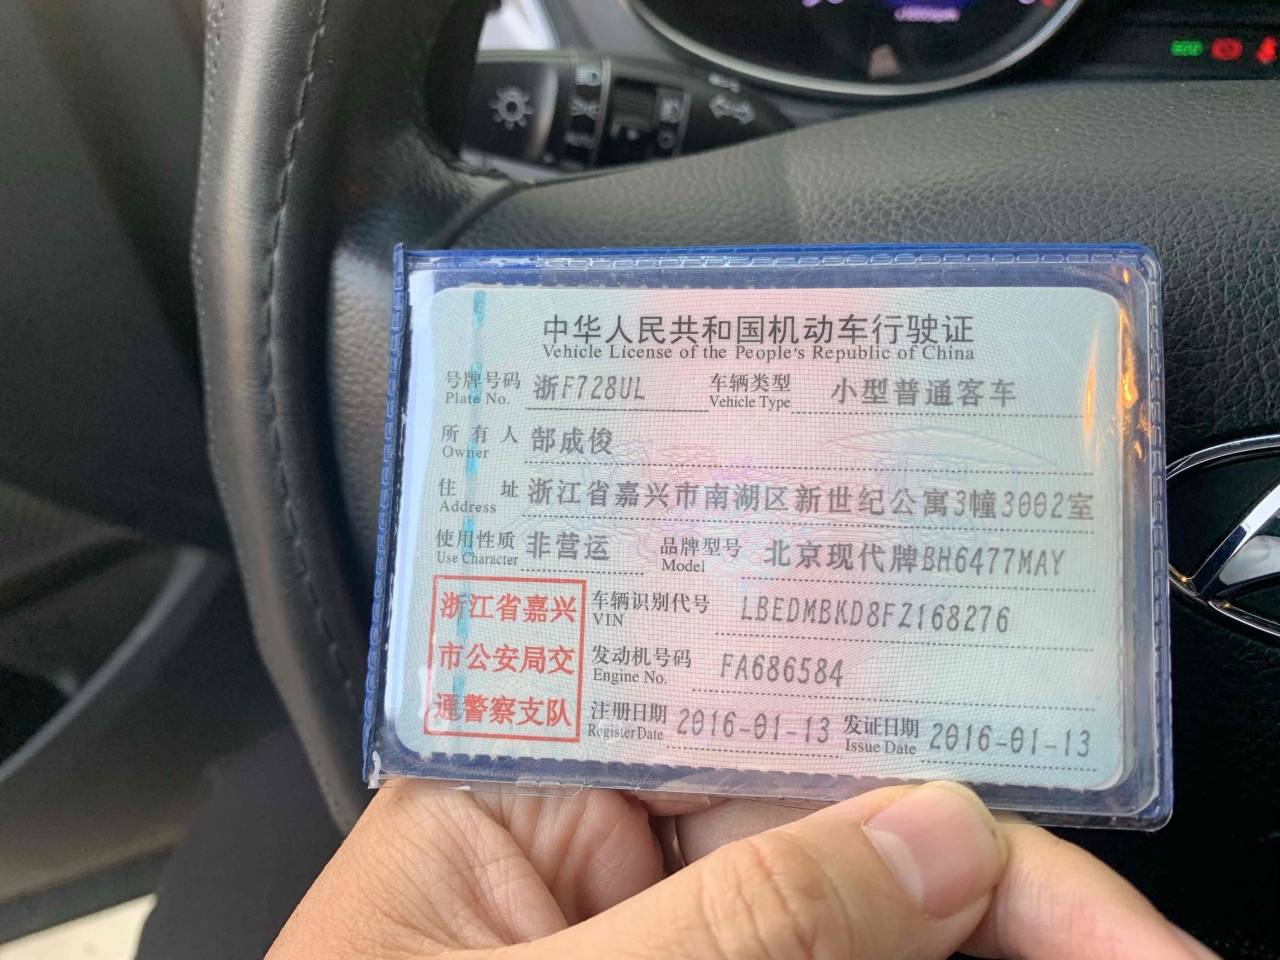 中华人民共和国机动车行驶证
Vehicle License of the People's Republic of China
号牌号码 浙F728UL 车辆类型 小型普通客车
Plate No. Vehicle Type
所有人 郜成俊
Owner
住址 浙江省嘉兴市南湖区新世纪公寓3幢3002室
Address
使用性质 非营运 品牌型号 北京现代牌BH6477MAY
Use Character Model
浙江省嘉兴 车辆识别代号 LBEDMBKD8FZ168276
VIN
市公安局交 发动机号码 FA686584
Engine No.
通警察支队 注册日期 2016-01-13 发证日期 2016-01-13
Register Date Issue Date